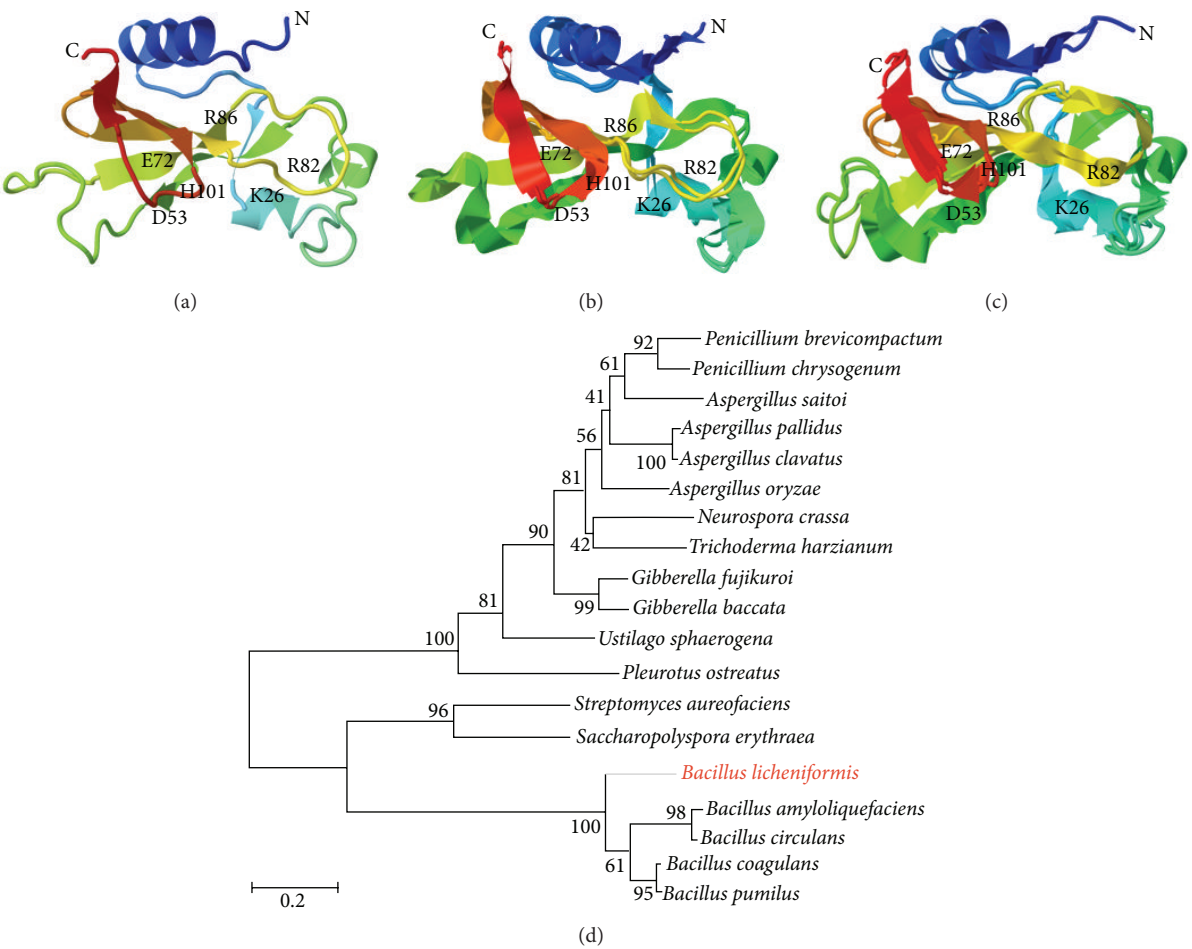 C
N
R86
E72
R82
H101
K26
D53
(a)
C
N
R86
E72
R82
H101
K26
D53
(b)
C
N
R86
E72
H101
R82
D53
K26
(c)
92
Penicillium brevicompactum
61
Penicillium chrysogenum
41
Aspergillus saitoi
56
Aspergillus pallidus
100
Aspergillus clavatus
81
Aspergillus oryzae
90
Neurospora crassa
42
Trichoderma harzianum
Gibberella fujikuroi
81
99
Gibberella baccata
100
Ustilago sphaerogena
Pleurotus ostreatus
96
Streptomyces aureofaciens
Saccharopolyspora erythraea
Bacillus licheniformis
100
98
Bacillus amyloliquefaciens
Bacillus circulans
61
Bacillus coagulans
95
Bacillus pumilus
0.2
(d)